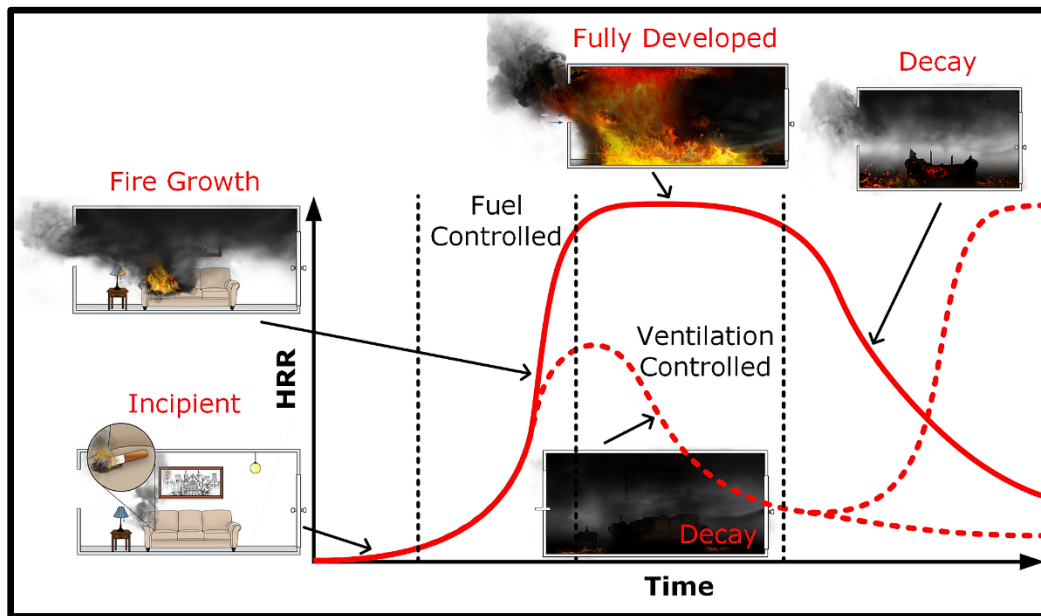 Fully Developed
Decay
Fire Growth
Fuel
Controlled
Ventilation
Controlled
Incipient
HRR
Decay
Time